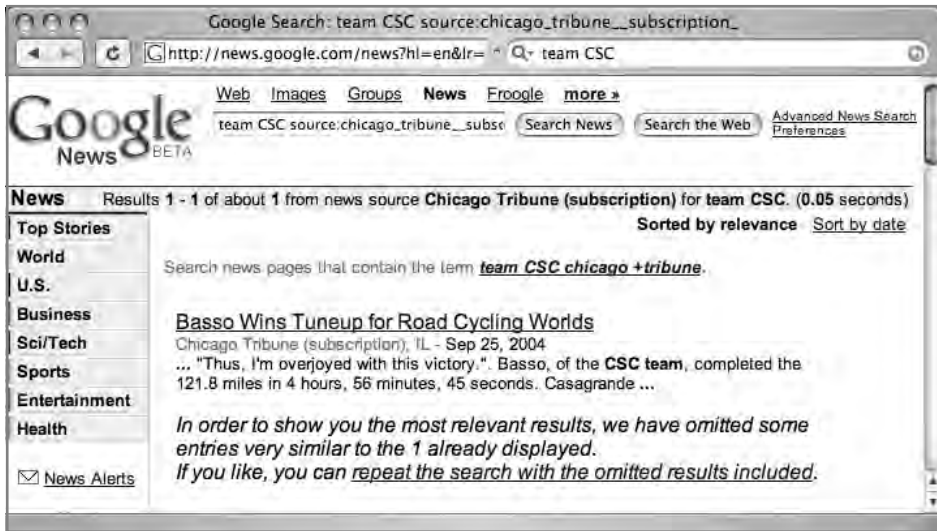 Google Search: team CSC source:chicago_tribune__subscription_
http://news.google.com/news?hl=en&lr=
team CSC
Web Images Groups News Froogle more »
Google
News BETA
team CSC source:chicago_tribune__subsc
Search News
Search the Web
Advanced News Search
Preferences
News
Results 1 - 1 of about 1 from news source Chicago Tribune (subscription) for team CSC. (0.05 seconds)
Sorted by relevance Sort by date
Top Stories
World
U.S.
Business
Sci/Tech
Sports
Entertainment
Health
News Alerts
Search news pages that contain the term team CSC chicago +tribune.
Basso Wins Tuneup for Road Cycling Worlds
Chicago Tribune (subscription), IL - Sep 25, 2004
... "Thus, I'm overjoyed with this victory.". Basso, of the CSC team, completed the
121.8 miles in 4 hours, 56 minutes, 45 seconds. Casagrande ...
In order to show you the most relevant results, we have omitted some
entries very similar to the 1 already displayed.
If you like, you can repeat the search with the omitted results included.